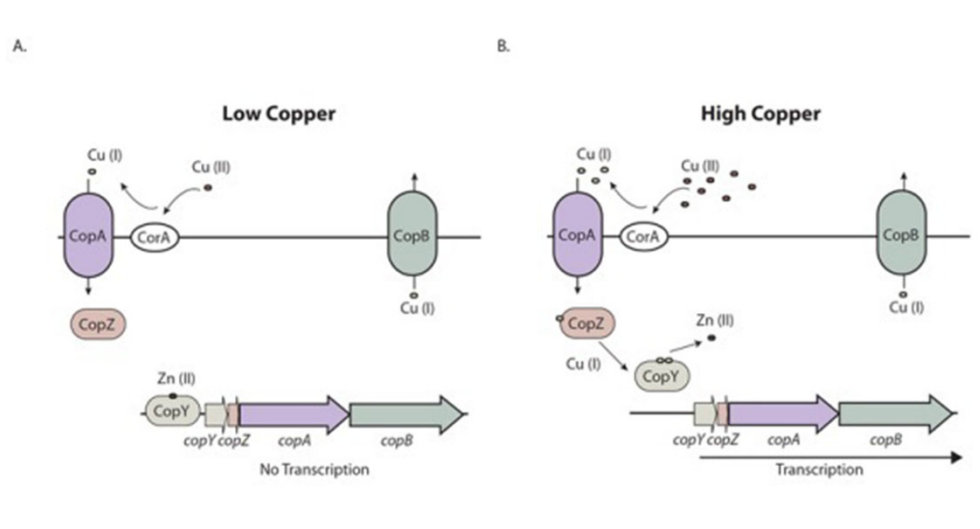 A.
Low Copper
Cu (I)
Cu (II)
CopA
CorA
CopB
Cu (I)
CopZ
Zn (II)
CopY
copY copZ copA copB
No Transcription
B.
High Copper
Cu (I)
Cu (II)
CopA
CorA
CopB
Cu (I)
CopZ
Zn (II)
Cu (I)
CopY
copY copZ copA copB
Transcription